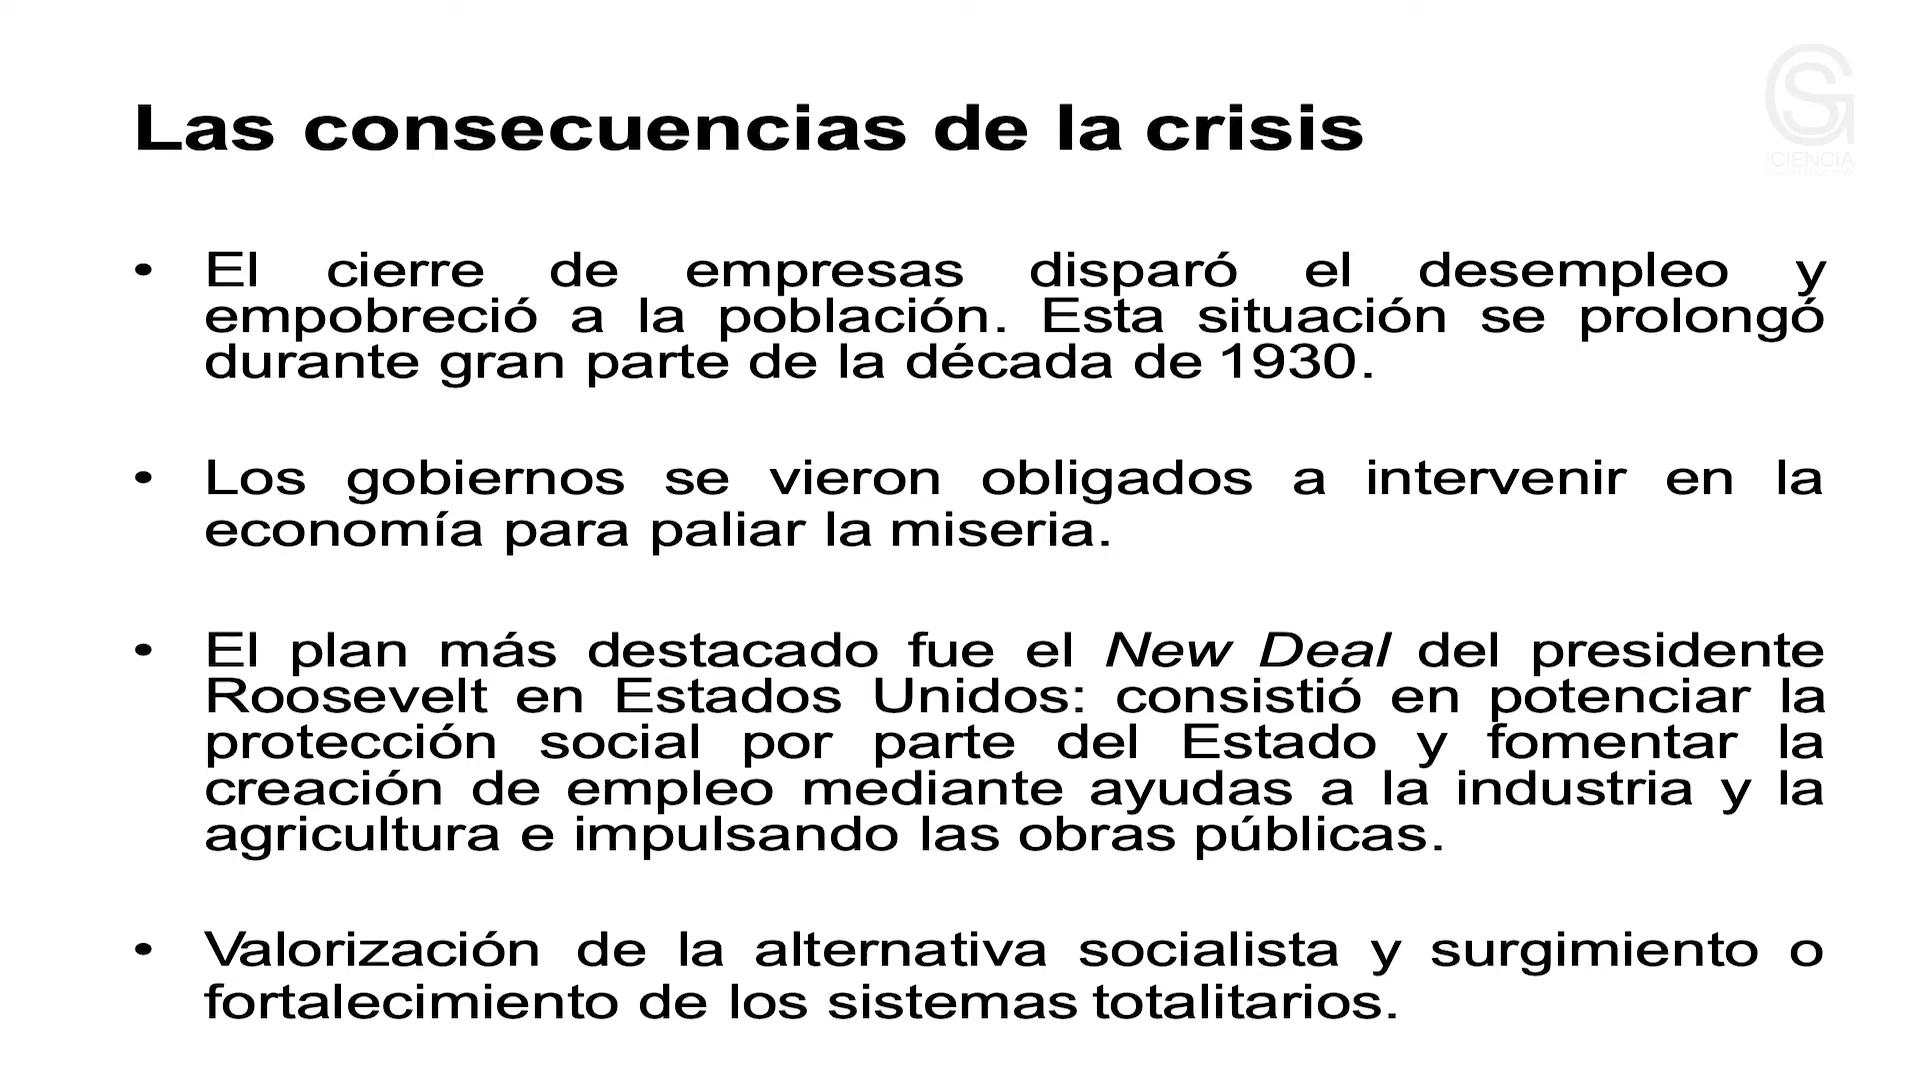 Las consecuencias de la crisis
CIENCIA
• El cierre de empresas disparó el desempleo y
empobreció a la población. Esta situación se prolongó
durante gran parte de la década de 1930.
• Los gobiernos se vieron obligados a intervenir en la
economía para paliar la miseria.
• El plan más destacado fue el New Deal del presidente
Roosevelt en Estados Unidos: consistió en potenciar la
protección social por parte del Estado y fomentar la
creación de empleo mediante ayudas a la industria y la
agricultura e impulsando las obras públicas.
• Valorización de la alternativa socialista y surgimiento o
fortalecimiento de los sistemas totalitarios.